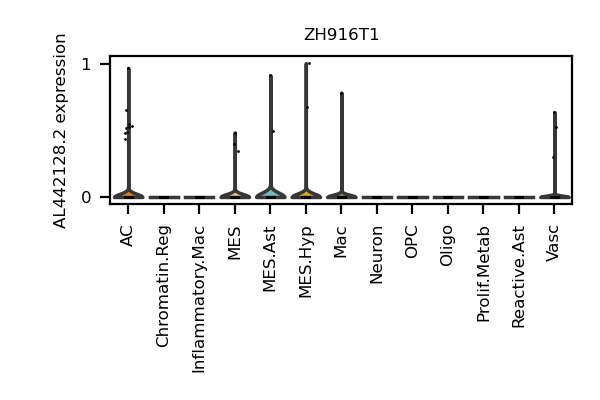 ZH916T1
AL442128.2 expression
1
0
AC
Chromatin.Reg
Inflammatory.Mac
MES
MES.Ast
MES.Hyp
Mac
Neuron
OPC
Oligo
Prolif.Metab
Reactive.Ast
Vasc